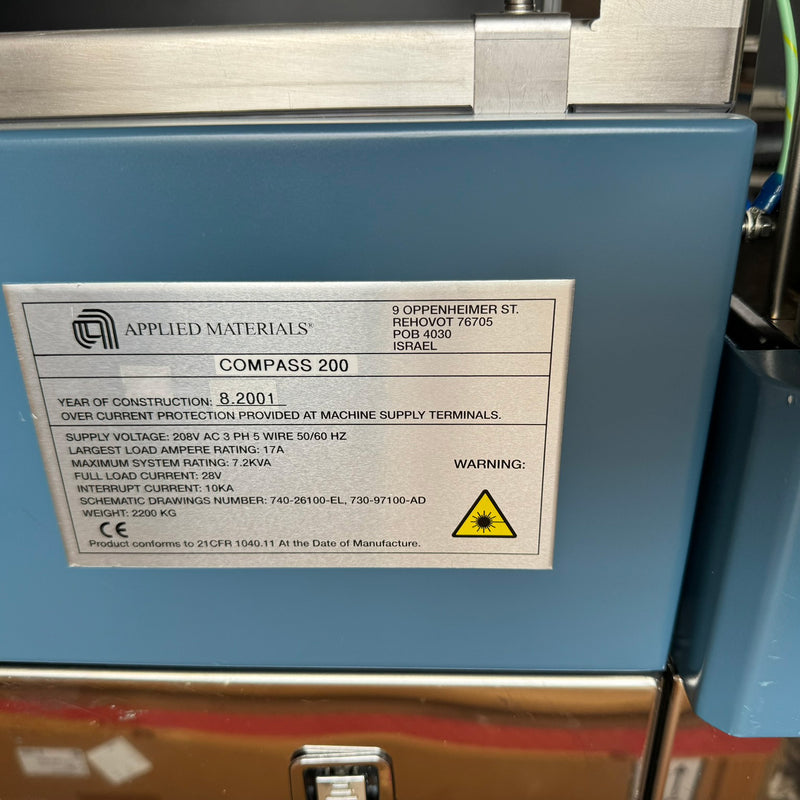 APPLIED MATERIALS®
9 OPPENHEIMER ST.
REHOVOT 76705
POB 4030
ISRAEL
COMPASS 200
YEAR OF CONSTRUCTION: 8.2001
OVER CURRENT PROTECTION PROVIDED AT MACHINE SUPPLY TERMINALS.
SUPPLY VOLTAGE: 208V AC 3 PH 5 WIRE 50/60 HZ
LARGEST LOAD AMPERE RATING: 17A
MAXIMUM SYSTEM RATING: 7.2KVA
FULL LOAD CURRENT: 28V
INTERRUPT CURRENT: 10KA
SCHEMATIC DRAWINGS NUMBER: 740-26100-EL, 730-97100-AD
WEIGHT: 2200 KG
WARNING:
CE
Product conforms to 21CFR 1040.11 At the Date of Manufacture.